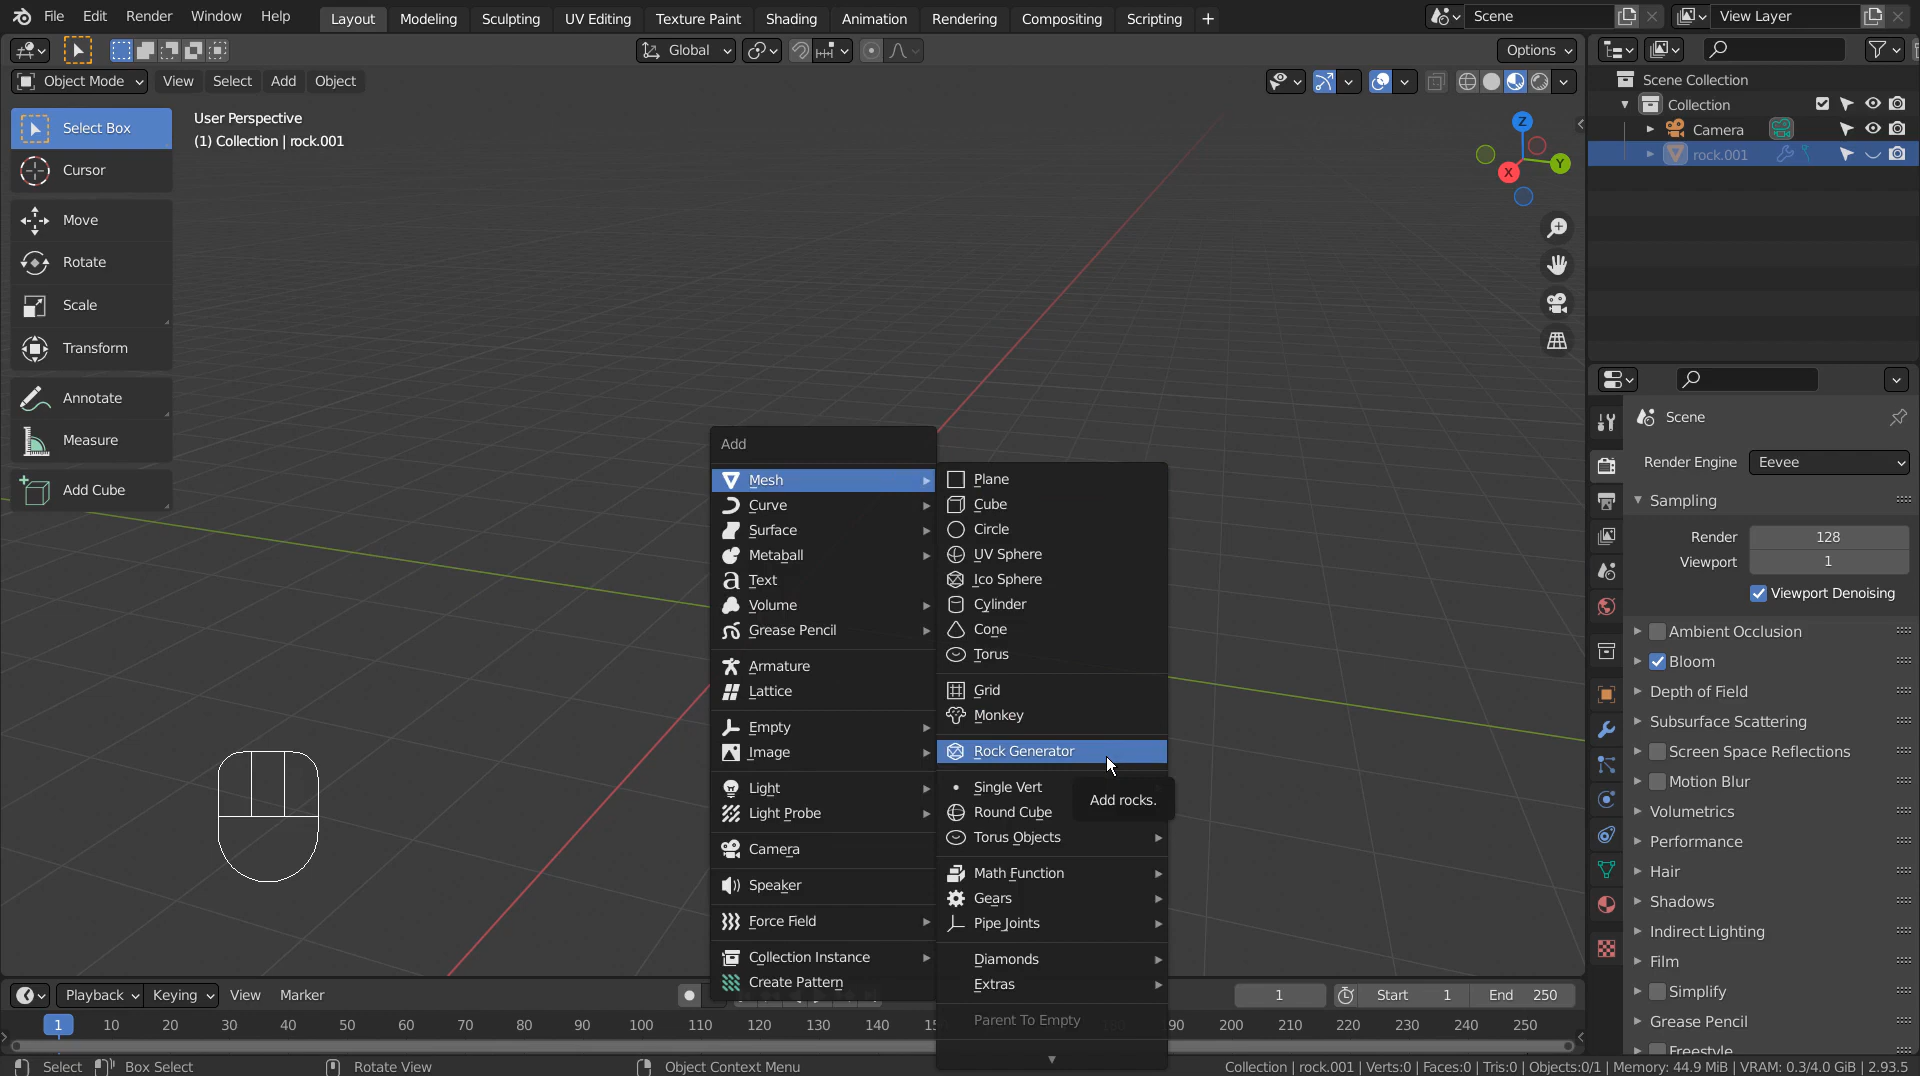 File Edit Render Window Help Layout Modeling Sculpting UV Editing Texture Paint Shading Animation Rendering Compositing Scripting + Scene View Layer
Global Options
Object Mode View Select Add Object
User Perspective
(1) Collection | rock.001
Select Box
Cursor
Move
Rotate
Scale
Transform
Annotate
Measure
Add Cube
Z
Y
X
Add
Mesh
Curve
Surface
Metaball
Text
Volume
Grease Pencil
Armature
Lattice
Empty
Image
Light
Light Probe
Camera
Speaker
Force Field
Collection Instance
Create Pattern
Plane
Cube
Circle
UV Sphere
Ico Sphere
Cylinder
Cone
Torus
Grid
Monkey
Rock Generator
Single Vert
Round Cube
Torus Objects
Math Function
Gears
Pipe Joints
Diamonds
Extras
Parent To Empty
Add rocks.
Scene Collection
Collection
Camera
rock.001
Scene
Render Engine Eevee
Sampling
Render 128
Viewport 1
Viewport Denoising
Ambient Occlusion
Bloom
Depth of Field
Subsurface Scattering
Screen Space Reflections
Motion Blur
Volumetrics
Performance
Hair
Shadows
Indirect Lighting
Film
Simplify
Grease Pencil
Freestyle
Playback Keying View Marker 1 Start 1 End 250
1 10 20 30 40 50 60 70 80 90 100 110 120 130 140 90 200 210 220 230 240 250
Select Box Select Rotate View Object Context Menu Collection | rock.001 | Verts:0 | Faces:0 | Tris:0 | Objects:0/1 | Memory: 44.9 MiB | VRAM: 0.3/4.0 GiB | 2.93.5